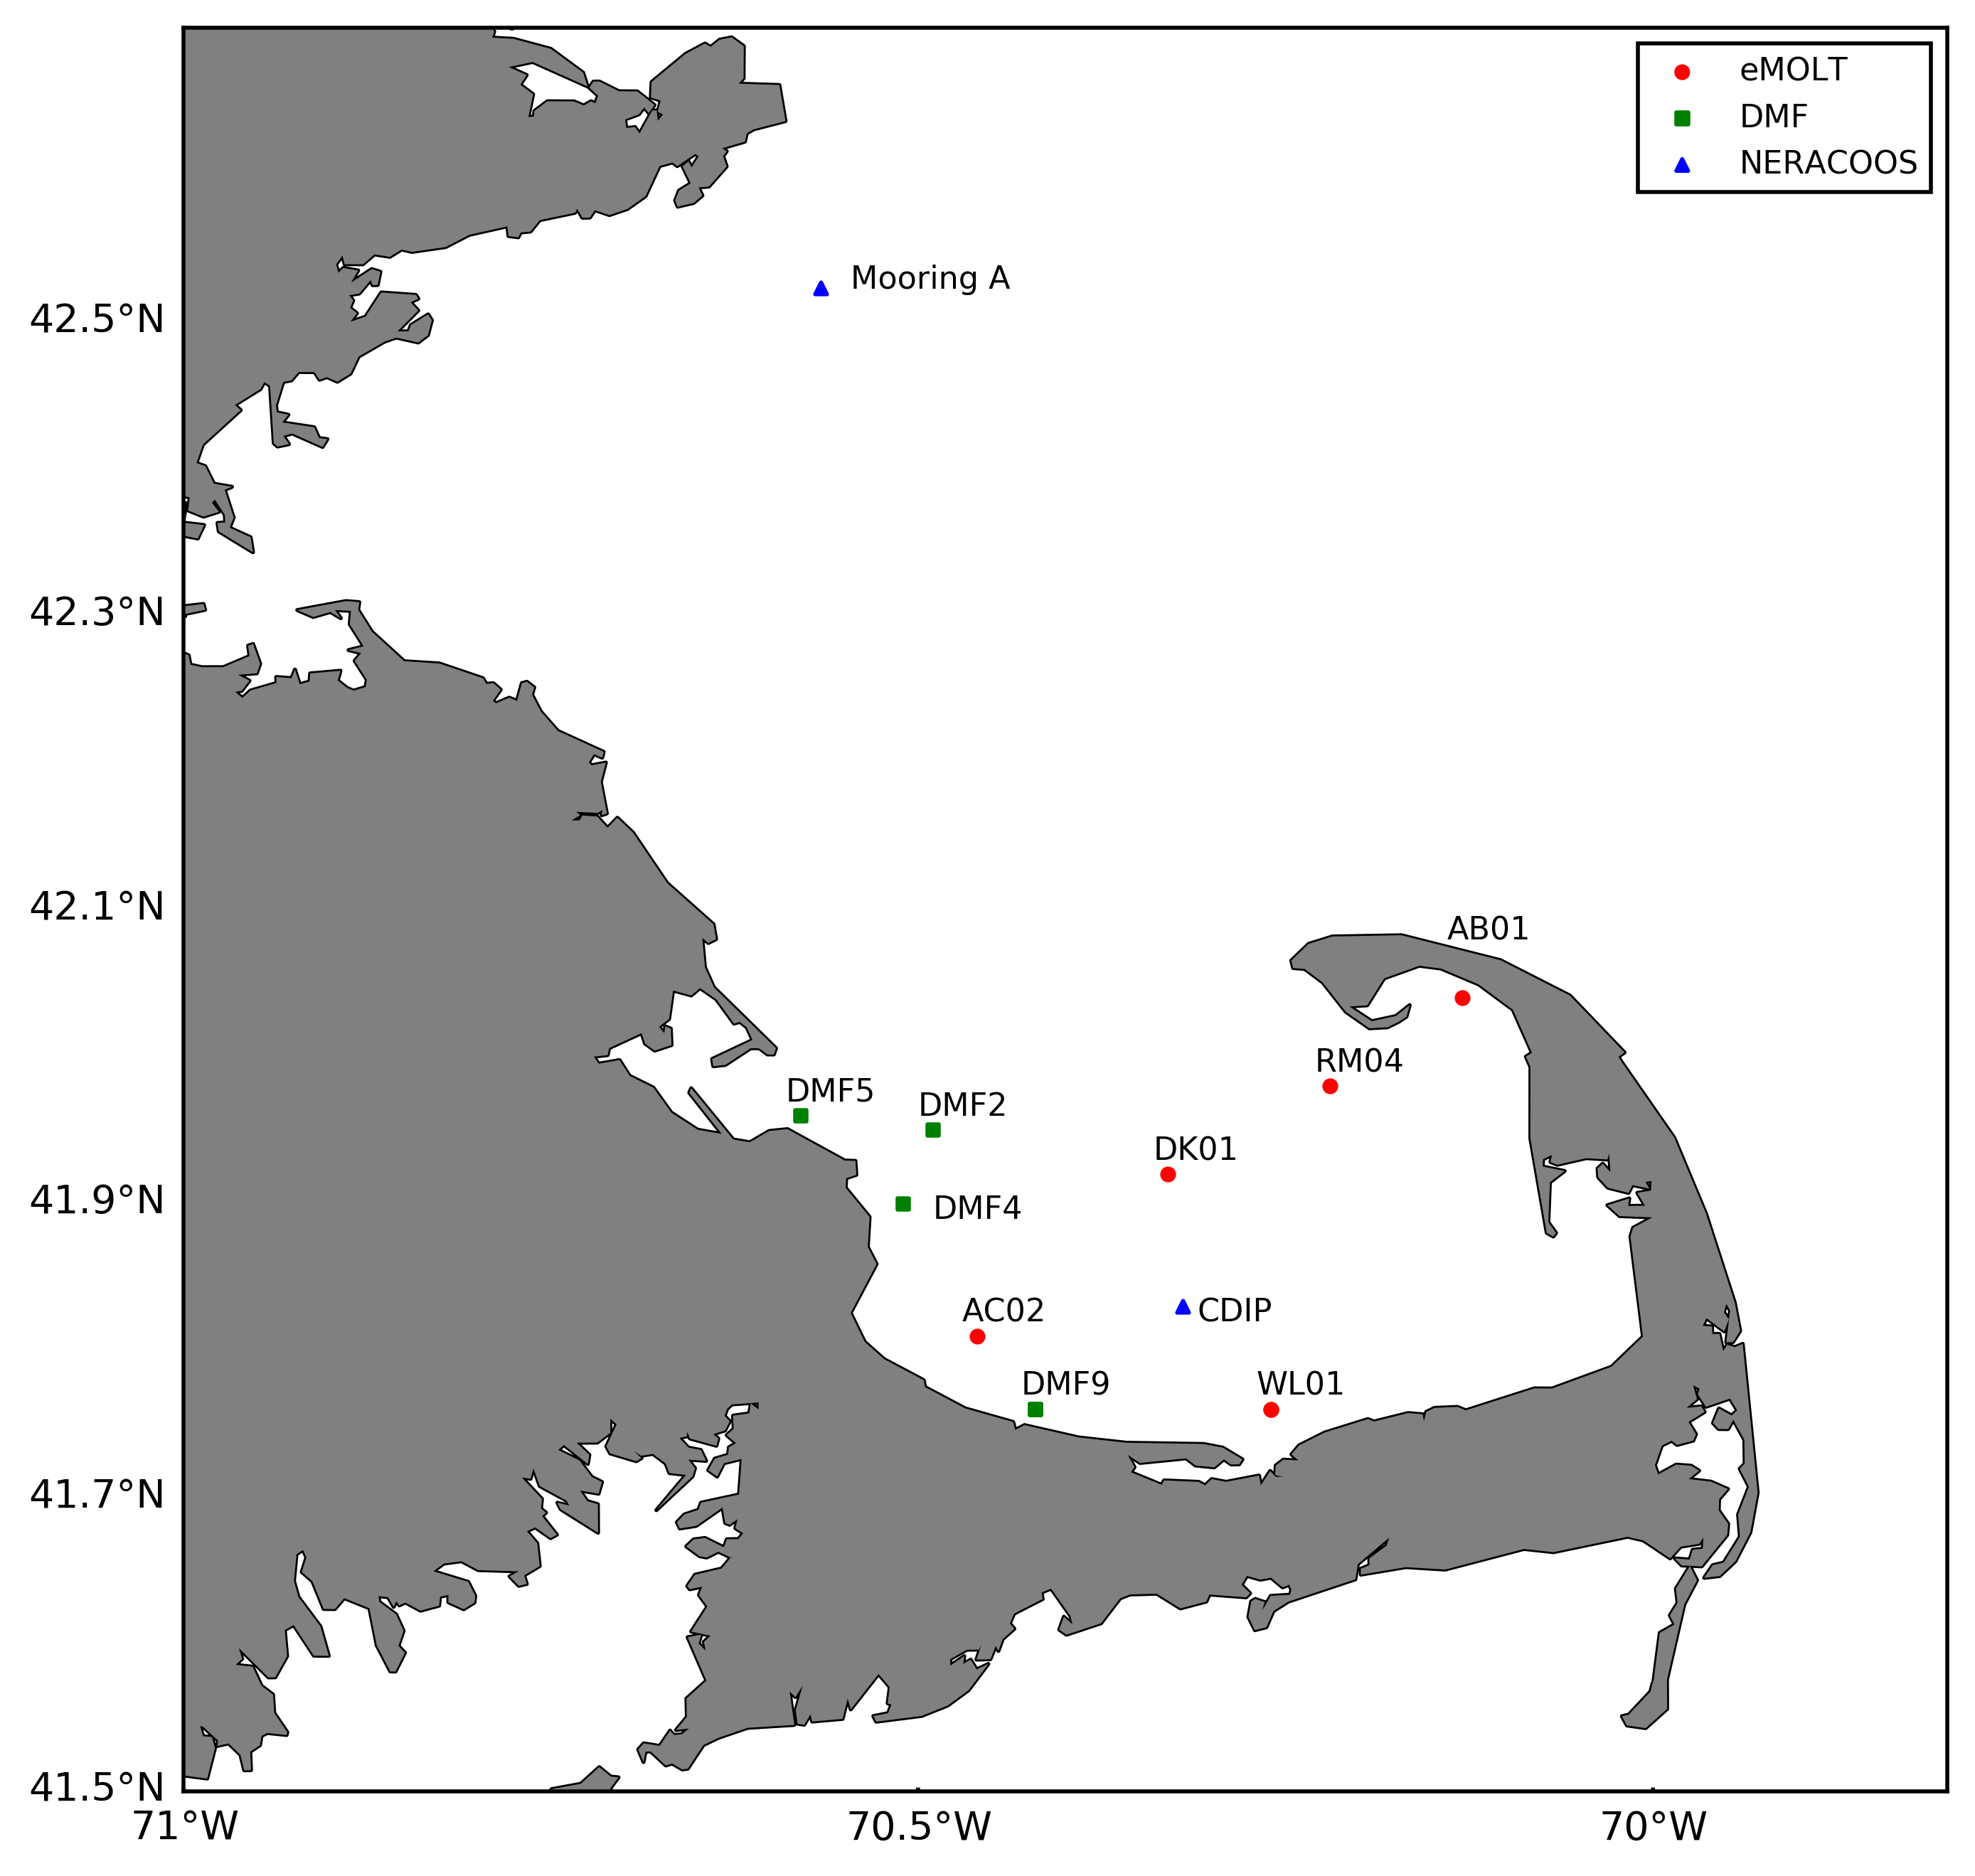 eMOLT
DMF
NERACOOS
Mooring A
42.5°N
42.3°N
42.1°N
AB01
RM04
DMF5
DMF2
DK01
41.9°N
DMF4
AC02
CDIP
DMF9
WL01
41.7°N
41.5°N
71°W
70.5°W
70°W